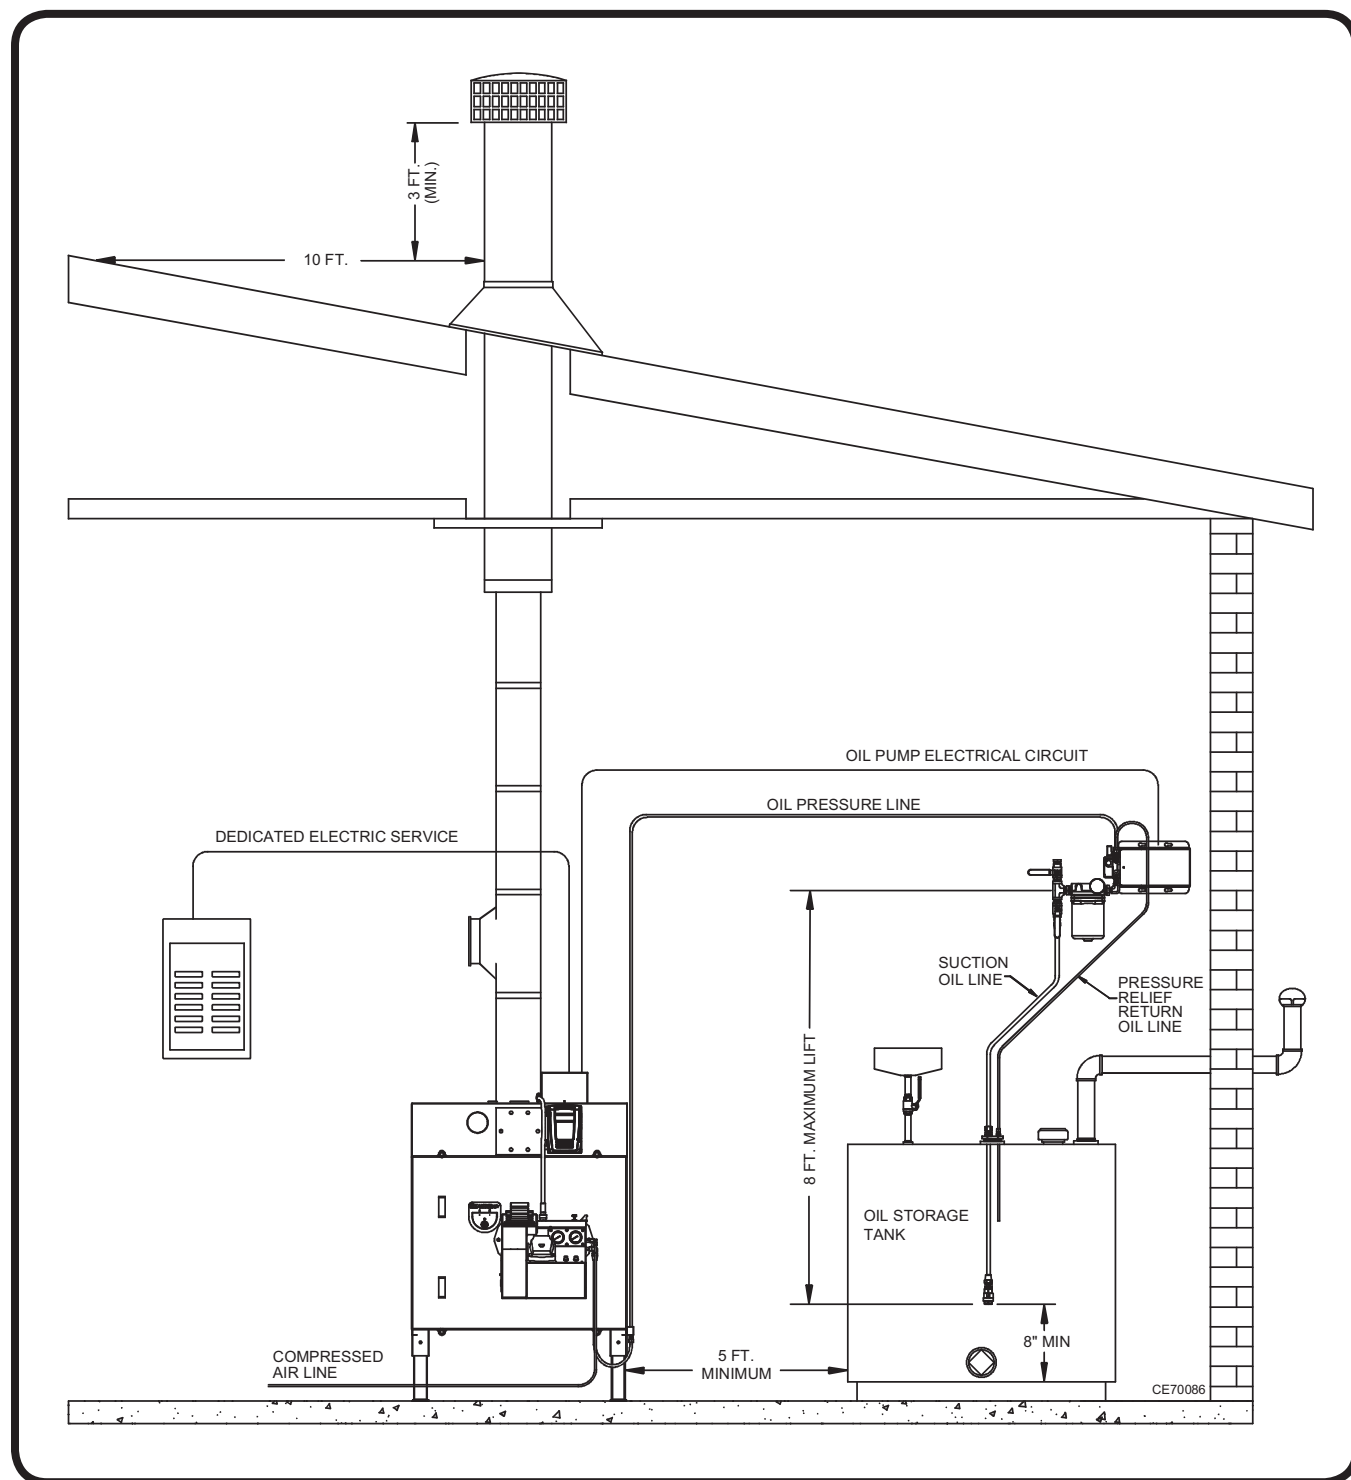 3 FT.
(MIN.)
10 FT.
OIL PUMP ELECTRICAL CIRCUIT
OIL PRESSURE LINE
DEDICATED ELECTRIC SERVICE
SUCTION
OIL LINE
PRESSURE
RELIEF
RETURN
OIL LINE
8 FT. MAXIMUM LIFT
OIL STORAGE
TANK
8" MIN
5 FT.
MINIMUM
COMPRESSED
AIR LINE
CE70086